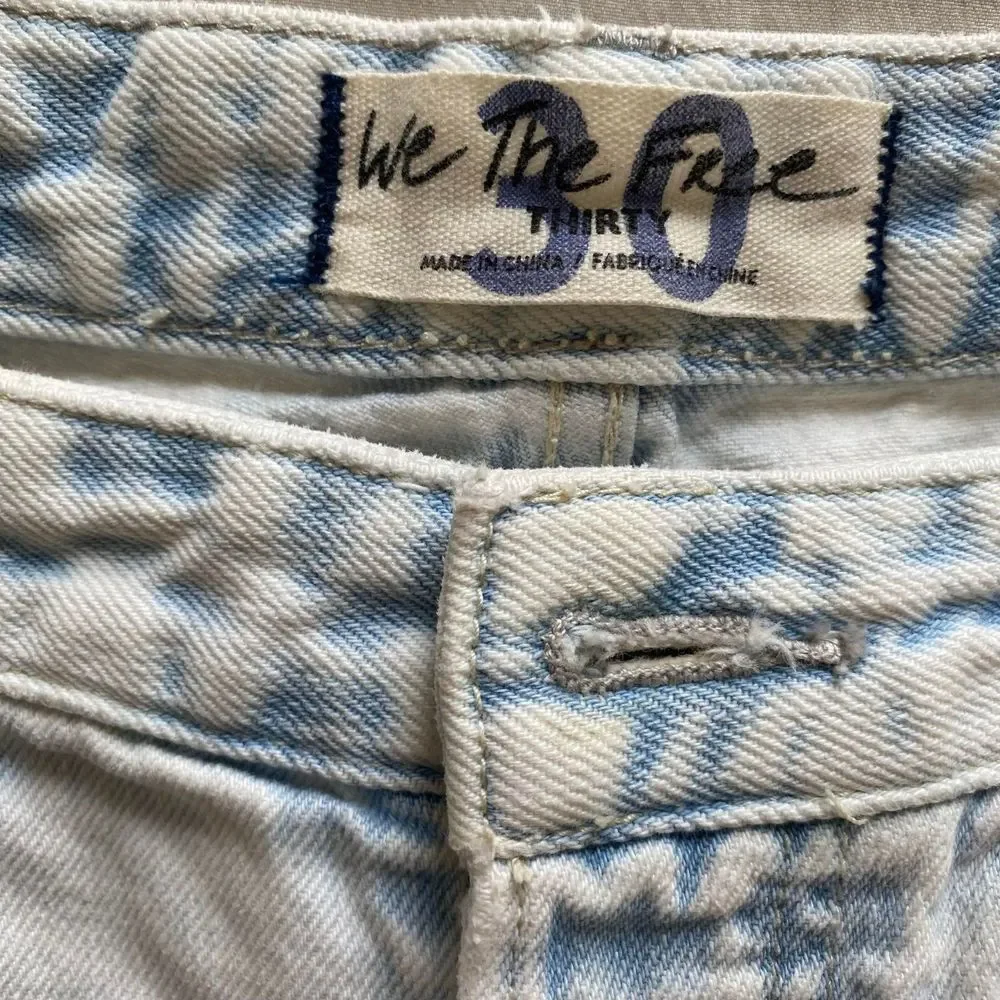 We The Free
30
THIRTY
MADE IN CHINA / FABRIQUÉ EN CHINE